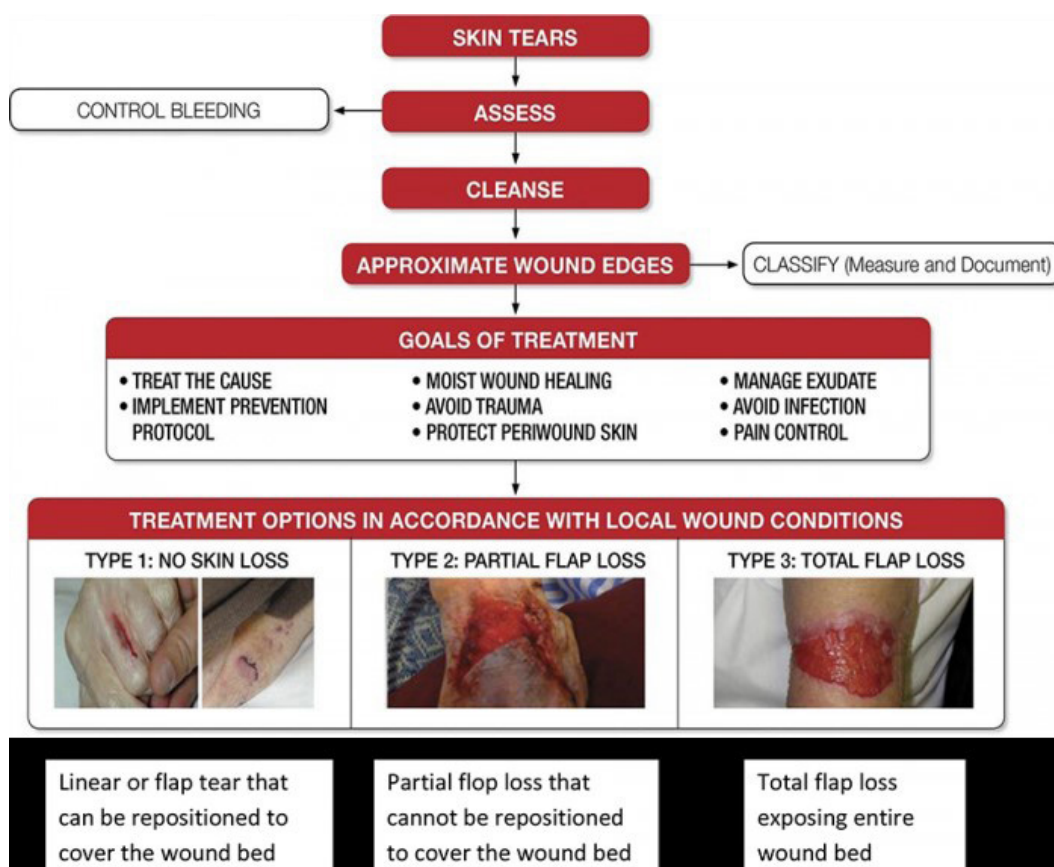 SKIN TEARS
CONTROL BLEEDING
ASSESS
CLEANSE
APPROXIMATE WOUND EDGES
CLASSIFY (Measure and Document)
GOALS OF TREATMENT
• TREAT THE CAUSE
• IMPLEMENT PREVENTION
PROTOCOL
• MOIST WOUND HEALING
• AVOID TRAUMA
• PROTECT PERIWOUND SKIN
• MANAGE EXUDATE
• AVOID INFECTION
• PAIN CONTROL
TREATMENT OPTIONS IN ACCORDANCE WITH LOCAL WOUND CONDITIONS
TYPE 1: NO SKIN LOSS
TYPE 2: PARTIAL FLAP LOSS
TYPE 3: TOTAL FLAP LOSS
Linear or flap tear that
can be repositioned to
cover the wound bed
Partial flop loss that
cannot be repositioned
to cover the wound bed
Total flap loss
exposing entire
wound bed